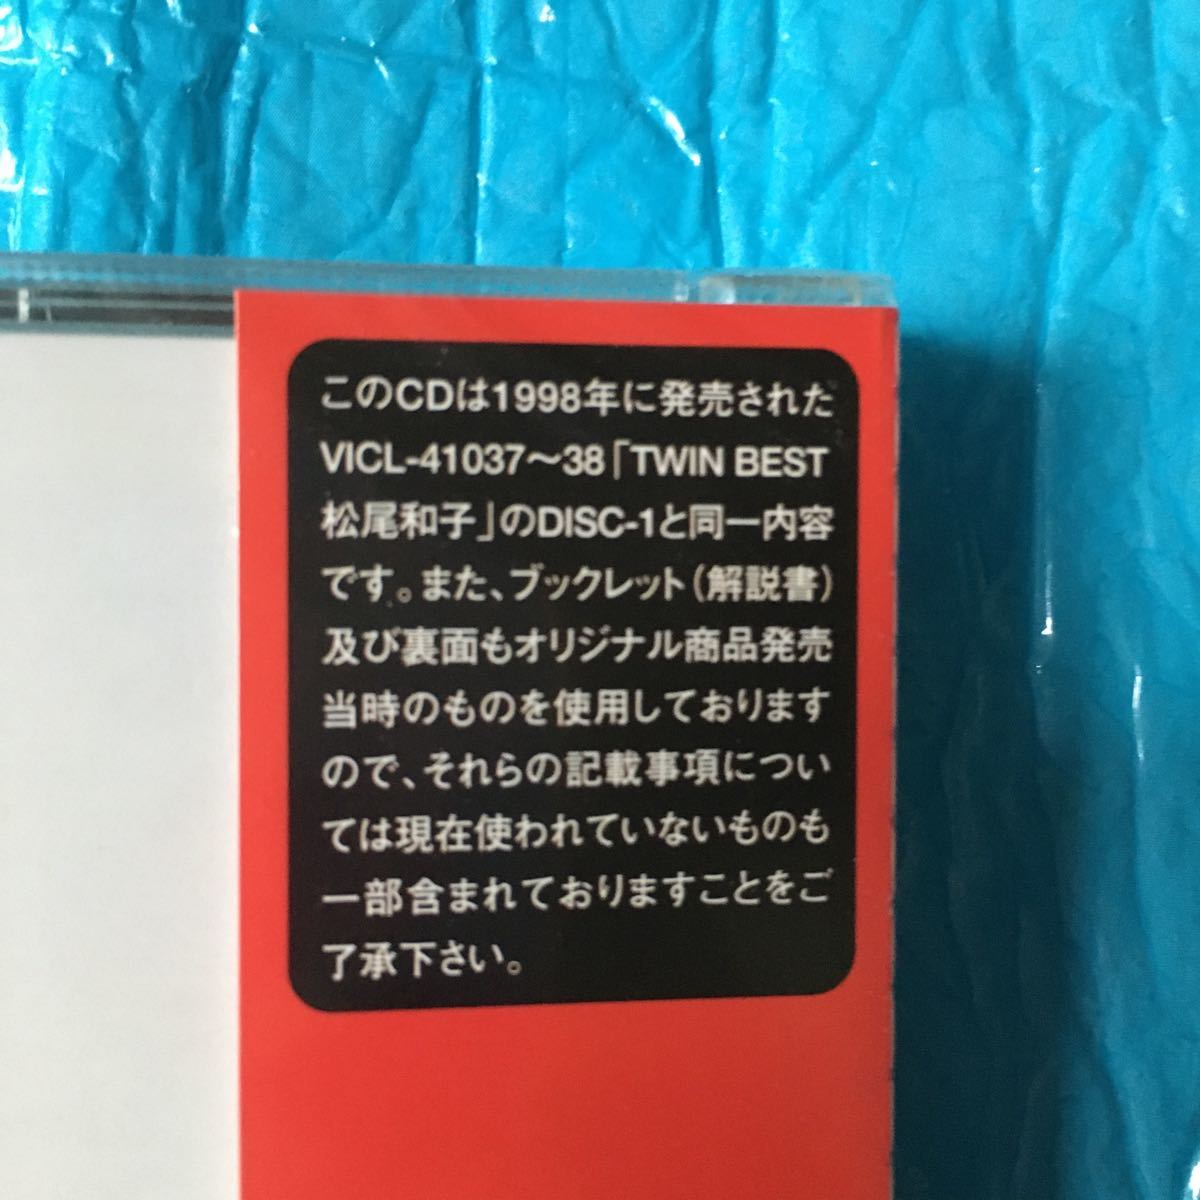 このCDは1998年に発売された
VICL-41037〜38「TWIN BEST
松尾和子」のDISC-1と同一内容
です。また、ブックレット(解説書)
及び裏面もオリジナル商品発売
当時のものを使用しております
ので、それらの記載事項につい
ては現在使われていないものも
一部含まれておりますことをご
了承下さい。